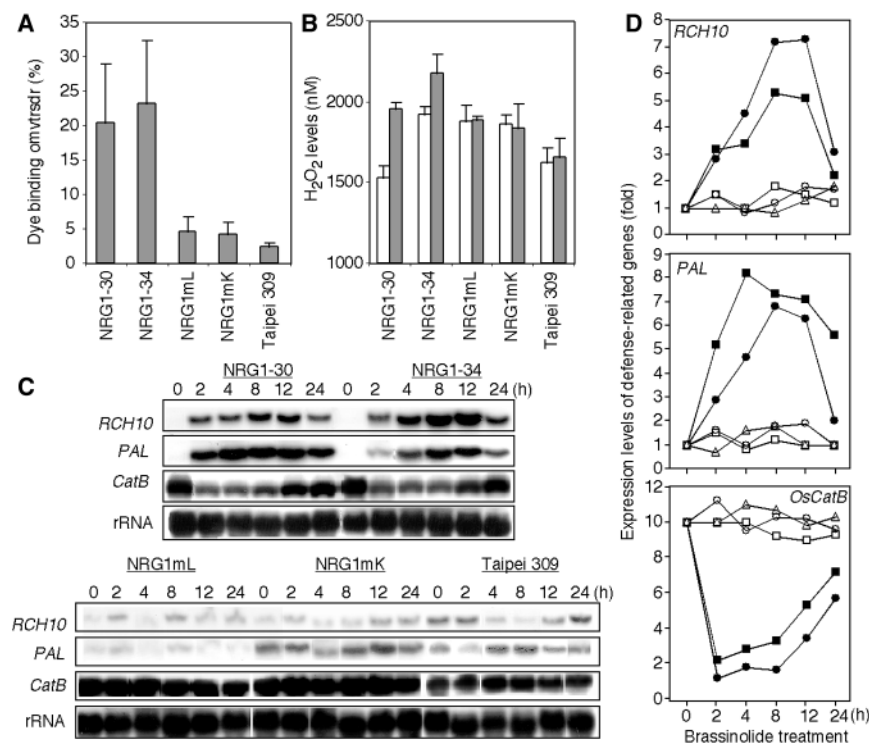 A
Dye binding omvtrsdr (%)
35
30
25
20
15
10
5
0
NRG1-30
NRG1-34
NRG1mL
NRG1mK
Taipei 309
B
H2O2 levels (nM)
2500
2000
1500
1000
NRG1-30
NRG1-34
NRG1mL
NRG1mK
Taipei 309
C
NRG1-30 NRG1-34
0 2 4 8 12 24 0 2 4 8 12 24 (h)
RCH10
PAL
CatB
rRNA
NRG1mL NRG1mK Taipei 309
0 2 4 8 12 24 0 2 4 8 12 24 0 2 4 8 12 24 (h)
RCH10
PAL
CatB
rRNA
D
Expression levels of defense-related genes (fold)
RCH10
8
7
6
5
4
3
2
1
0
PAL
9
8
7
6
5
4
3
2
1
0
OsCatB
12
10
8
6
4
2
0
0 2 4 8 12 24 (h)
Brassinolide treatment